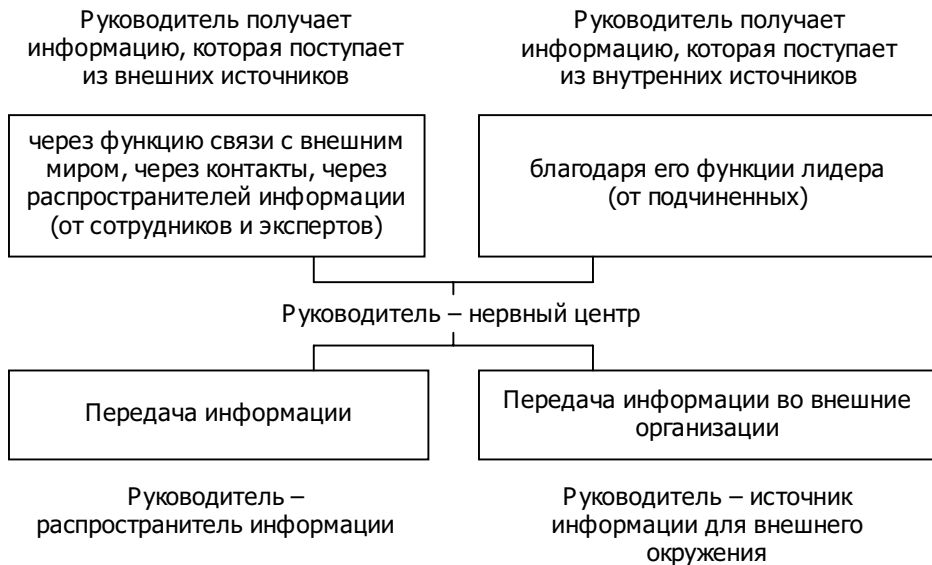 Руководитель получает
информацию, которая поступает
из внешних источников
Руководитель получает
информацию, которая поступает
из внутренних источников
через функцию связи с внешним
миром, через контакты, через
распространителей информации
(от сотрудников и экспертов)
благодаря его функции лидера
(от подчиненных)
Руководитель – нервный центр
Передача информации
Передача информации во внешние
организации
Руководитель –
распространитель информации
Руководитель – источник
информации для внешнего
окружения